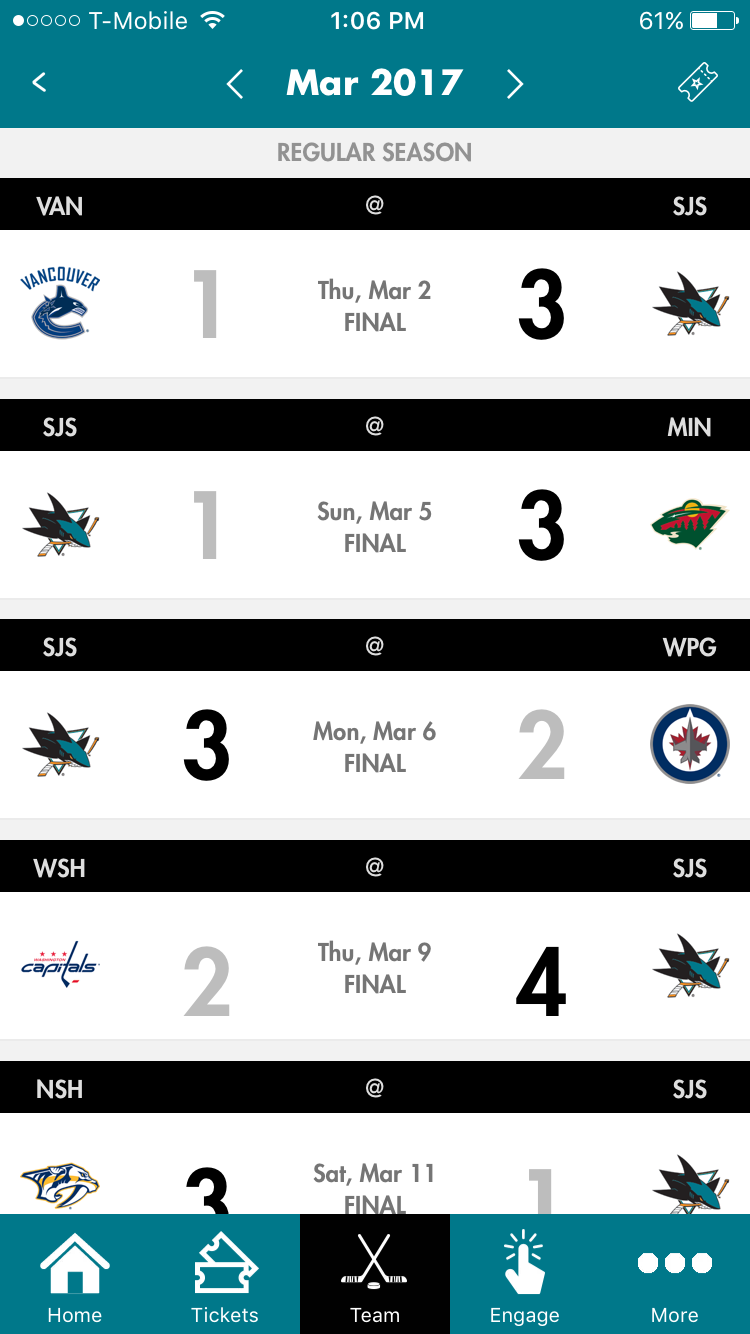 T-Mobile 1:06 PM 61%
< Mar 2017 >
REGULAR SEASON
VAN @ SJS
VANCOUVER
1 Thu, Mar 2 3
FINAL
SJS @ MIN
1 Sun, Mar 5 3
FINAL
SJS @ WPG
3 Mon, Mar 6 2
FINAL
WSH @ SJS
WASHINGTON
capitals
2 Thu, Mar 9 4
FINAL
NSH @ SJS
3 Sat, Mar 11 1
FINAL
Home Tickets Team Engage More